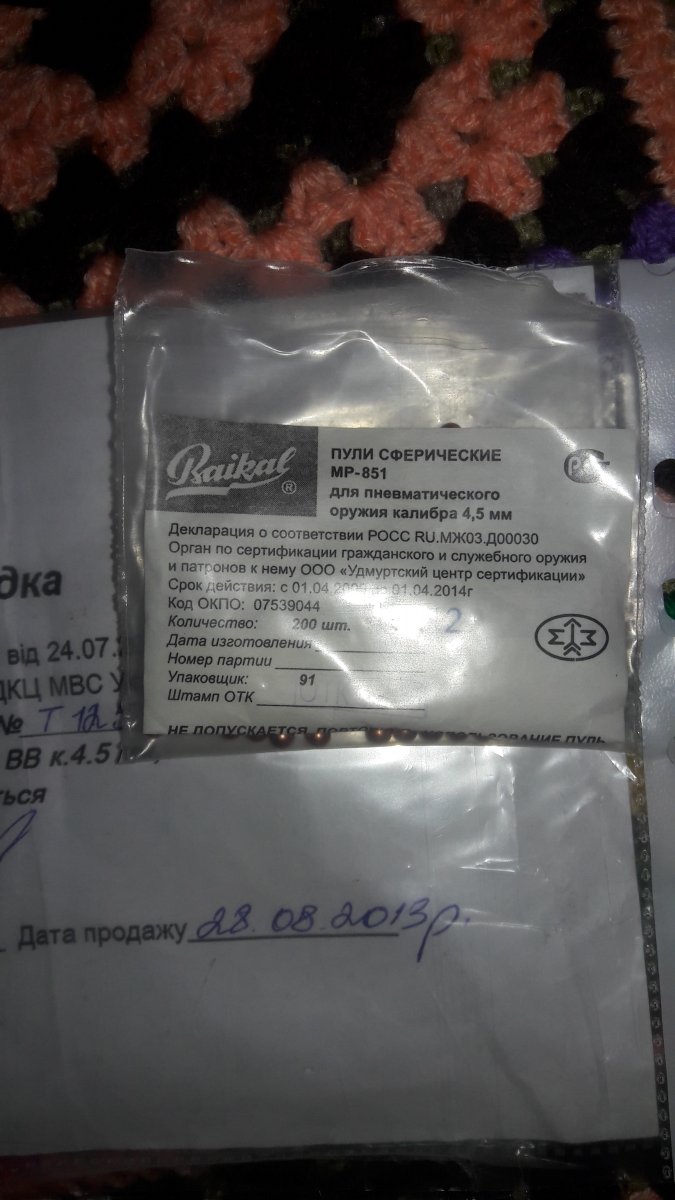 Baikal ®
ПУЛИ СФЕРИЧЕСКИЕ
МР-851
для пневматического
оружия калибра 4,5 мм
Декларация о соответствии РОСС RU.МЖ03.Д00030
Орган по сертификации гражданского и служебного оружия
и патронов к нему ООО «Удмуртский центр сертификации»
Срок действия: с 01.04. 01.04.2014г
Код ОКПО: 07539044
Количество: 200 шт. 2
Дата изготовления
Номер партии
Упаковщик: 91
Штамп ОТК
НЕ ДОПУСКАЕТСЯ ПУЛЬ
дка
від 24.07.
ДКЦ МВС У
№ Т 12
ВВ к.4.5
ться
Дата продажу 28.08.2013р.